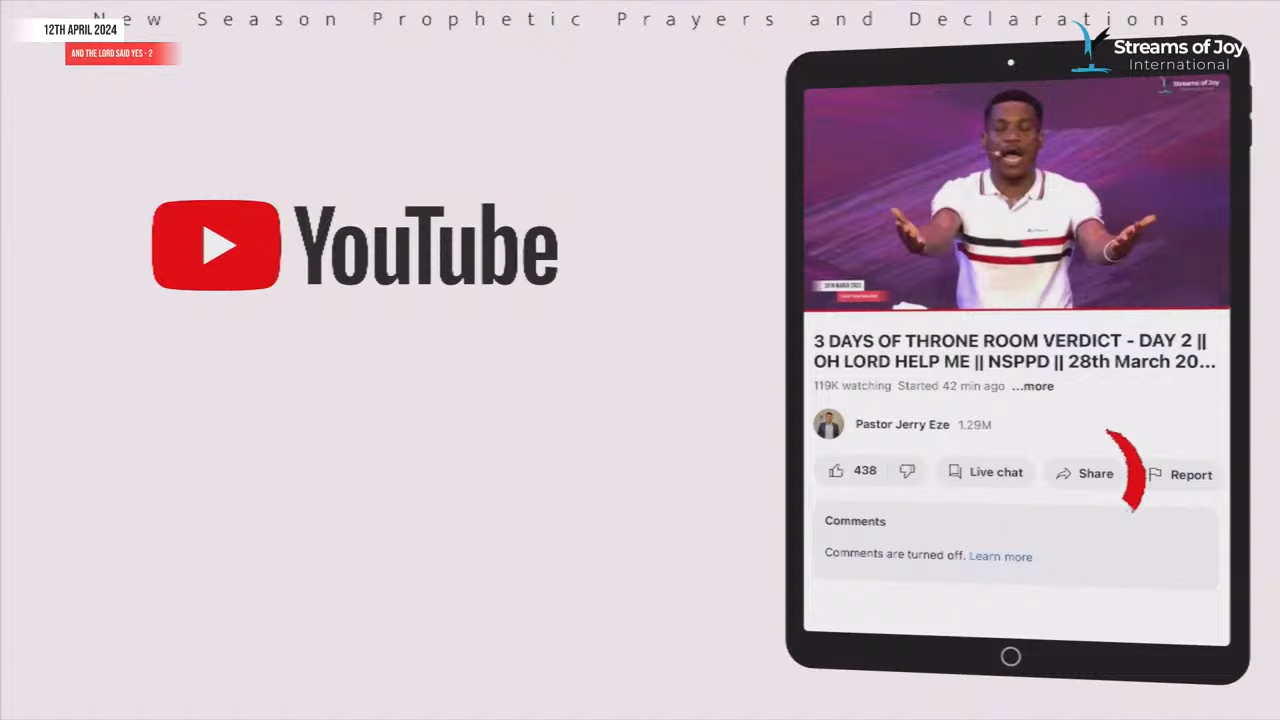 New Season Prophetic Prayers and Declarations
12TH APRIL 2024
AND THE LORD SAID YES - 2
Streams of Joy
International
YouTube
Streams of Joy
3 DAYS OF THRONE ROOM VERDICT - DAY 2 ||
OH LORD HELP ME || NSPPD || 28th March 20...
119K watching Started 42 min ago ...more
Pastor Jerry Eze 1.29M
438 Live chat Share Report
Comments
Comments are turned off. Learn more